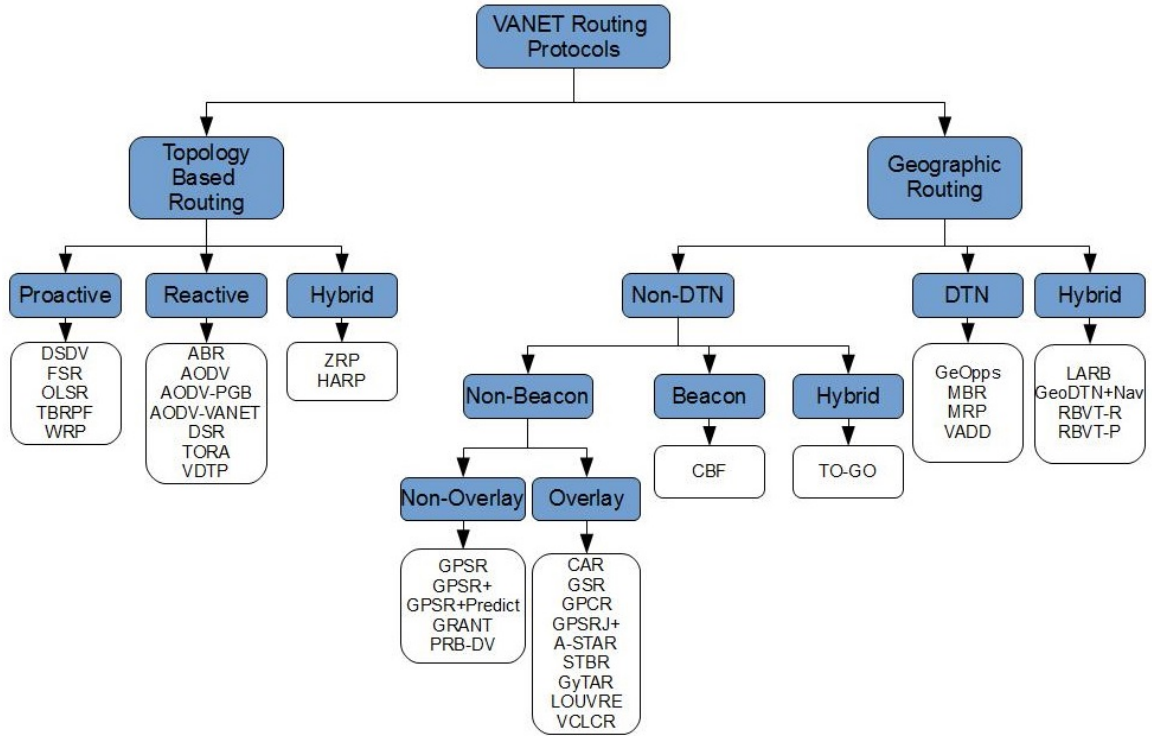 VANET Routing
Protocols
Topology
Based
Routing
Geographic
Routing
Proactive
Reactive
Hybrid
Non-DTN
DTN
Hybrid
DSDV
FSR
OLSR
TBRPF
WRP
ABR
AODV
AODV-PGB
AODV-VANET
DSR
TORA
VDTP
ZRP
HARP
GeOpps
MBR
MRP
VADD
LARB
GeoDTN+Nav
RBVT-R
RBVT-P
Non-Beacon
Beacon
Hybrid
CBF
TO-GO
Non-Overlay
Overlay
GPSR
GPSR+
GPSR+Predict
GRANT
PRB-DV
CAR
GSR
GPCR
GPSRJ+
A-STAR
STBR
GyTAR
LOUVRE
VCLCR